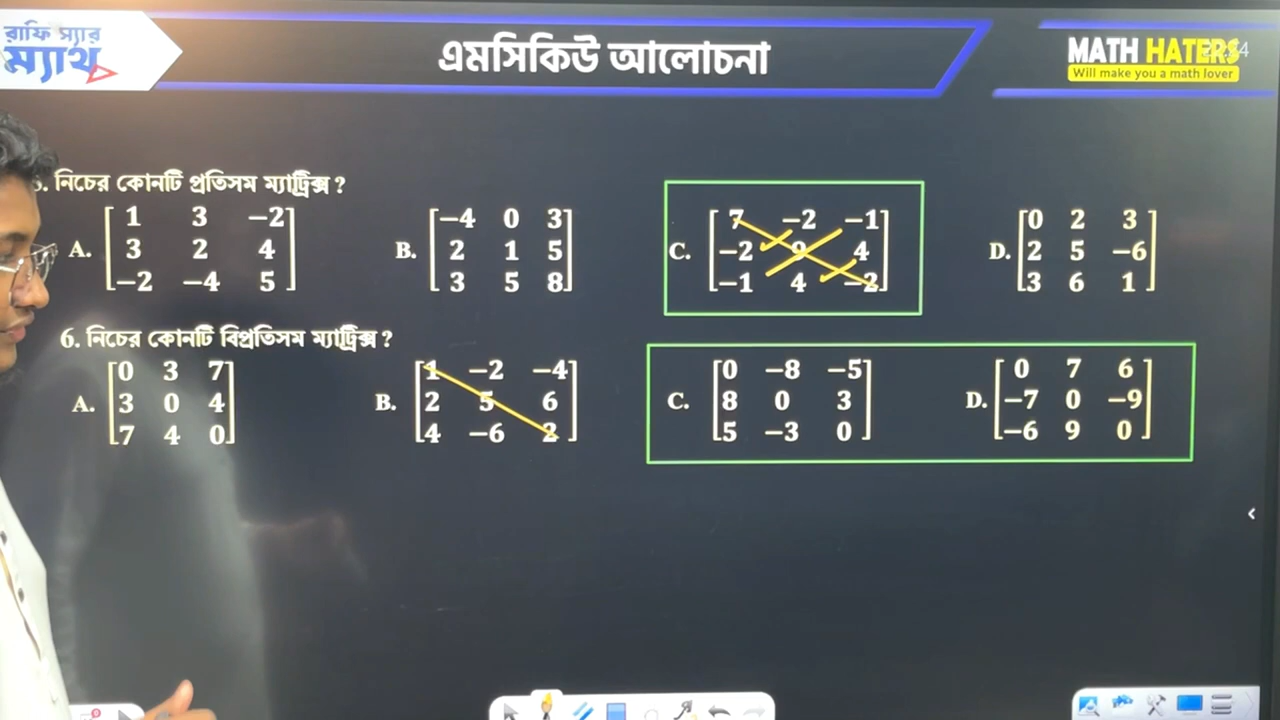 রাফি স্যার
ম্যাথ
এমসিকিউ আলোচনা
MATH HATERS
Will make you a math lover
নিচের কোনটি প্রতিসম ম্যাট্রিক্স ?
A. [1 3 −2]
[3 2 4]
[−2 −4 5]
B. [−4 0 3]
[2 1 5]
[3 5 8]
C. [7 −2 −1]
[−2 9 4]
[−1 4 −2]
D. [0 2 3]
[2 5 −6]
[3 6 1]
6. নিচের কোনটি বিপ্রতিসম ম্যাট্রিক্স ?
A. [0 3 7]
[3 0 4]
[7 4 0]
B. [1 −2 −4]
[2 5 6]
[4 −6 2]
C. [0 −8 −5]
[8 0 3]
[5 −3 0]
D. [0 7 6]
[−7 0 −9]
[−6 9 0]